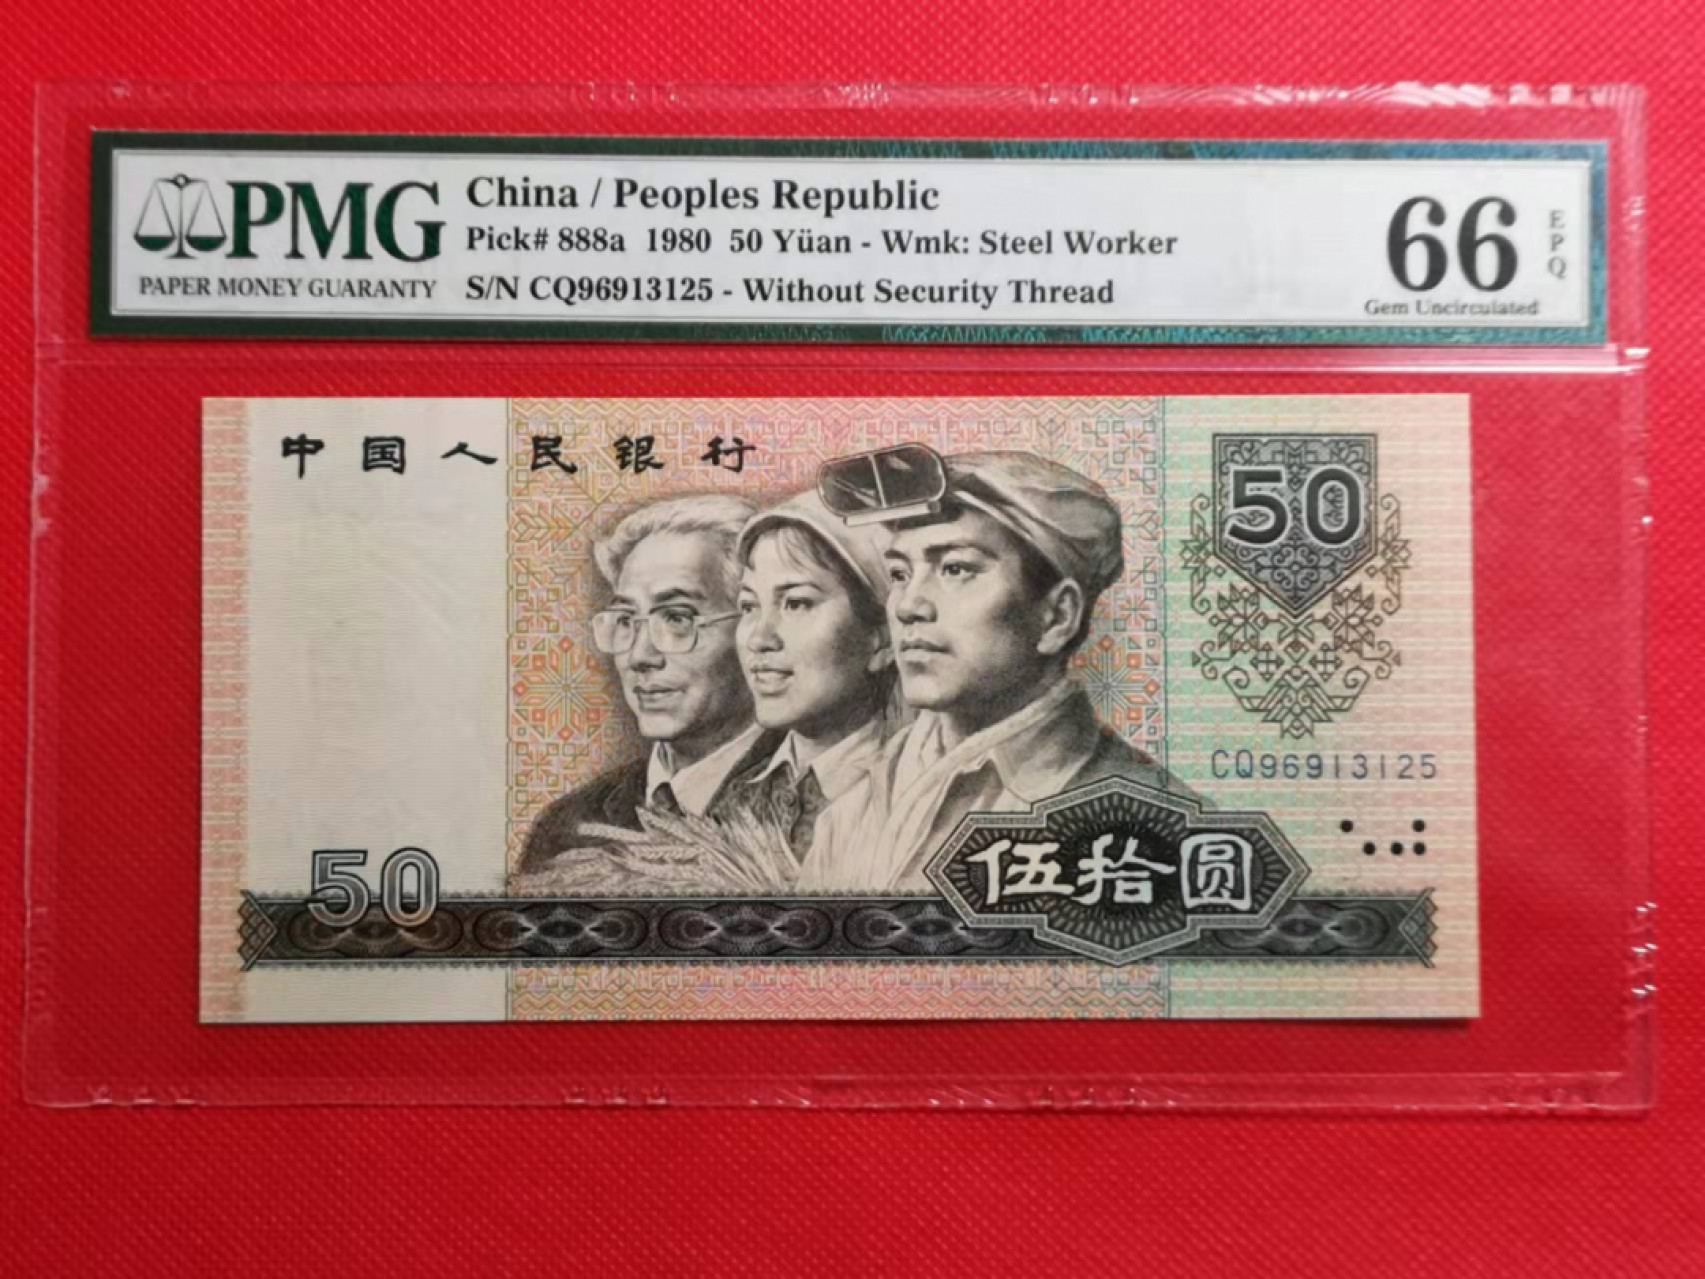 PMG
PAPER MONEY GUARANTY
China / Peoples Republic
Pick# 888a 1980 50 Yüan - Wmk: Steel Worker
S/N CQ96913125 - Without Security Thread
66
EPQ
Gem Uncirculated
中国人民银行
50
CQ96913125
50
伍拾圆